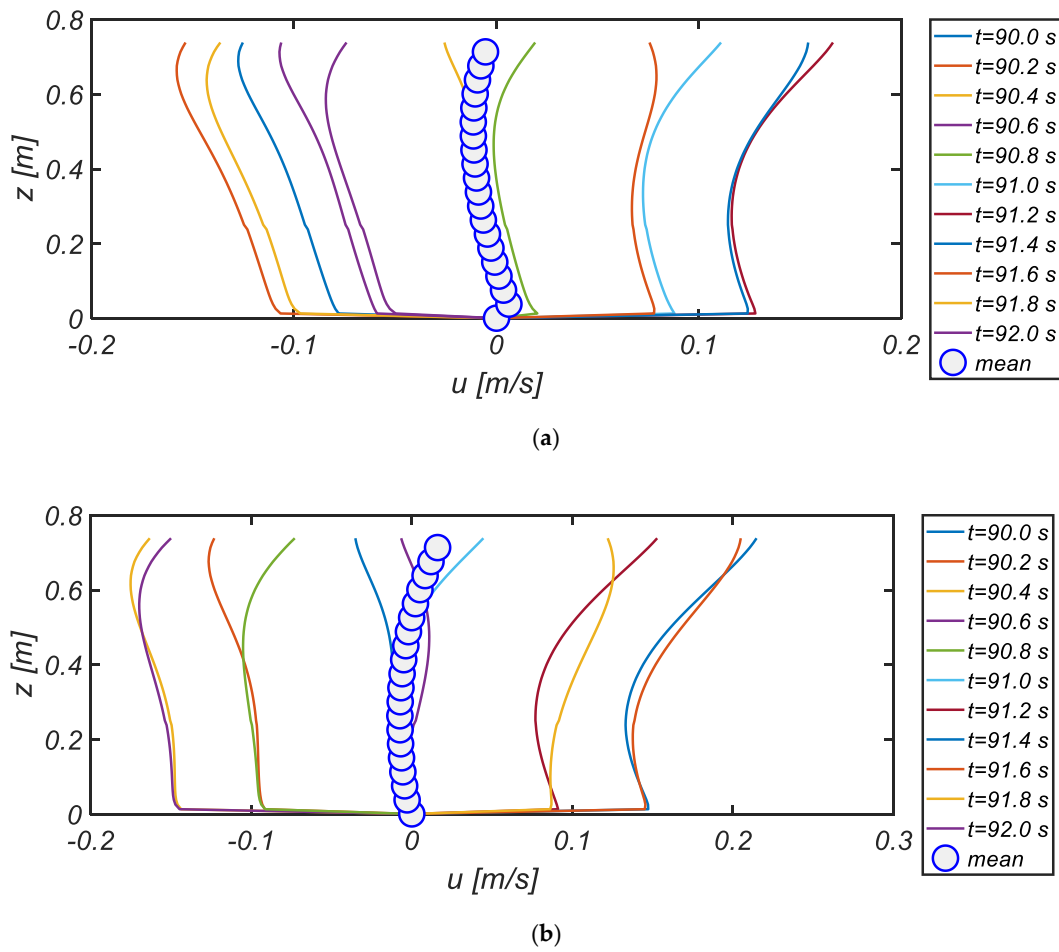 0.8
0.6
0.4
0.2
0
z [m]
-0.2
-0.1
0
0.1
0.2
u [m/s]
t=90.0 s
t=90.2 s
t=90.4 s
t=90.6 s
t=90.8 s
t=91.0 s
t=91.2 s
t=91.4 s
t=91.6 s
t=91.8 s
t=92.0 s
mean
(a)
0.8
0.6
0.4
0.2
0
z [m]
-0.2
-0.1
0
0.1
0.2
0.3
u [m/s]
t=90.0 s
t=90.2 s
t=90.4 s
t=90.6 s
t=90.8 s
t=91.0 s
t=91.2 s
t=91.4 s
t=91.6 s
t=91.8 s
t=92.0 s
mean
(b)